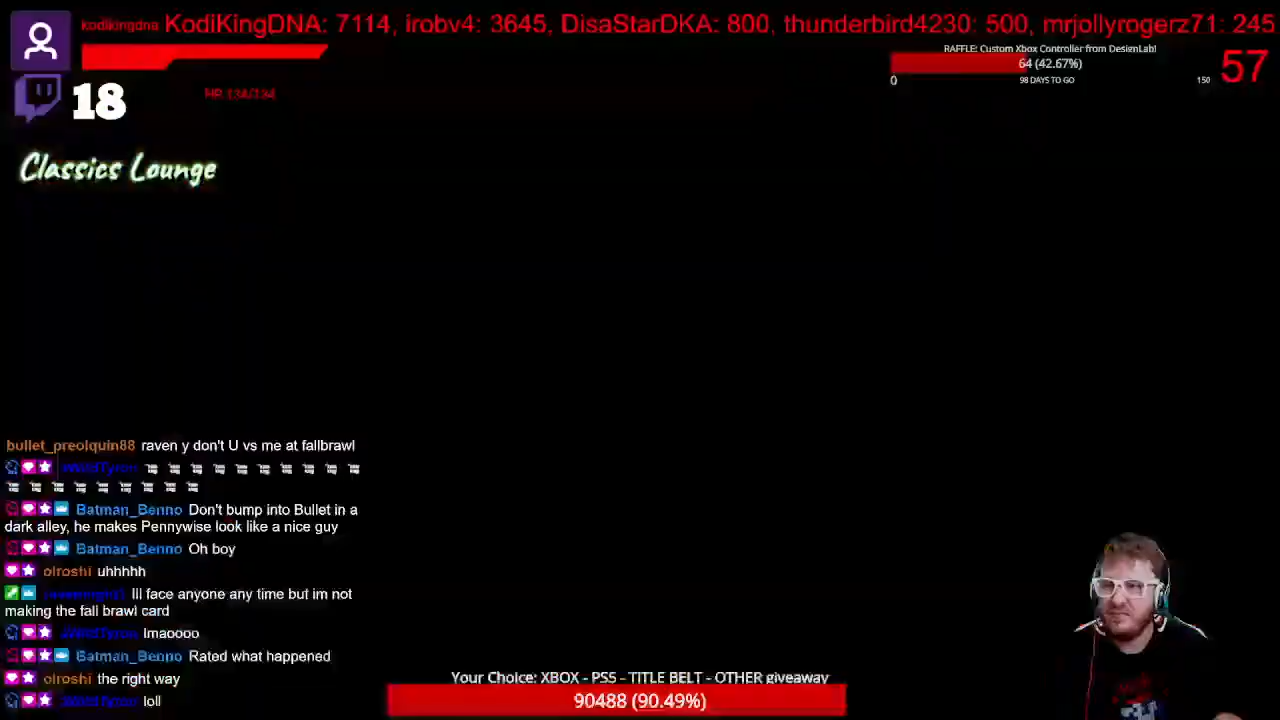 kodikingdna KodiKingDNA: 7114, irobv4: 3645, DisaStarDKA: 800, thunderbird4230: 500, mrjollyrogerz71: 245
RAFFLE: Custom Xbox Controller from DesignLab!
64 (42.67%)
57
0 98 DAYS TO GO 150
18
HP 134/134
Classics Lounge
bullet_preolquin88 raven y don't U vs me at fallbrawl
Batman_Benno Don't bump into Bullet in a
dark alley, he makes Pennywise look like a nice guy
Batman_Benno Oh boy
olroshi uhhhhh
Ill face anyone any time but im not
making the fall brawl card
lmaoooo
Batman_Benno Rated what happened
olroshi the right way
loll
Your Choice: XBOX - PS5 - TITLE BELT - OTHER giveaway
90488 (90.49%)